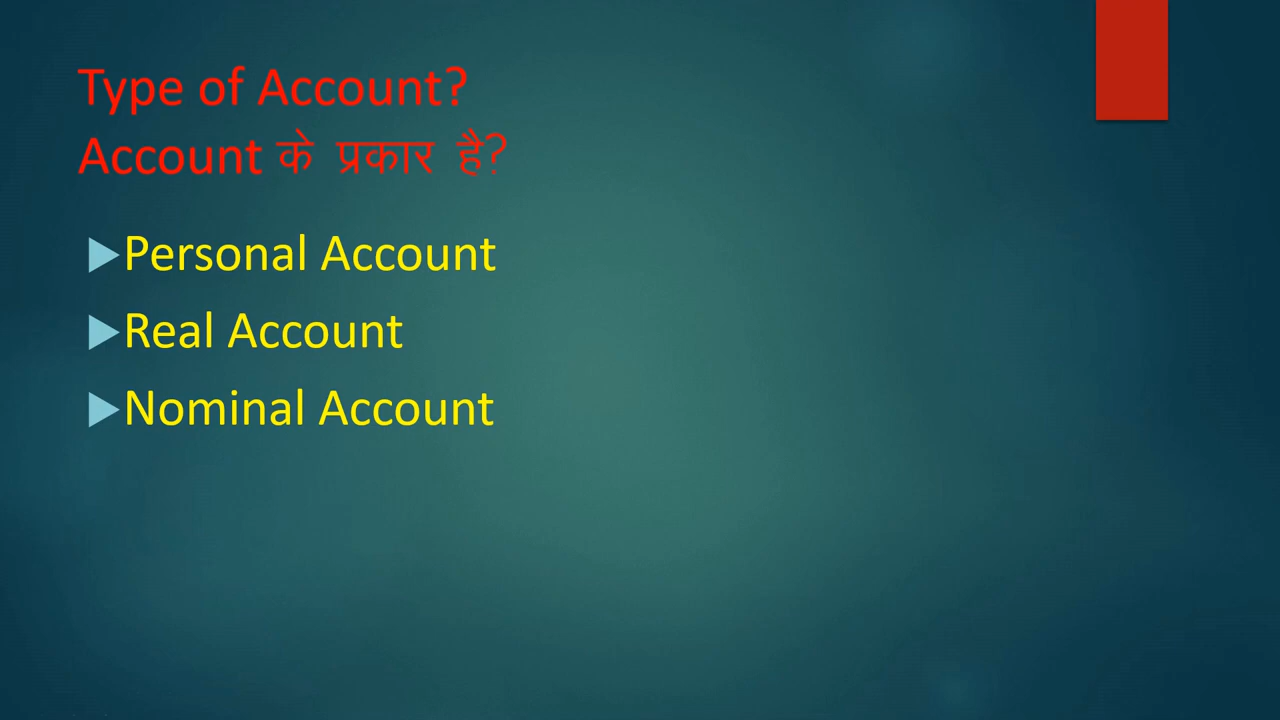 Type of Account?
Account के प्रकार है?
Personal Account
Real Account
Nominal Account